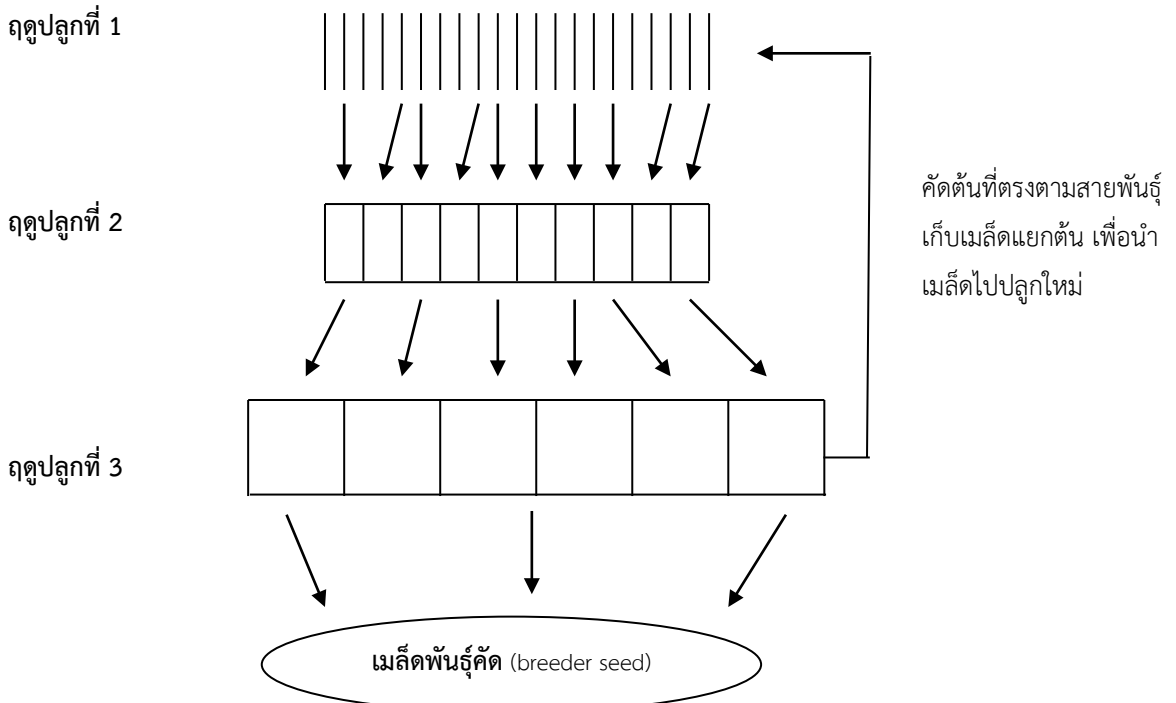 ฤดูปลูกที่ 1
คัดต้นที่ตรงตามสายพันธุ์
เก็บเมล็ดแยกต้น เพื่อนำ
เมล็ดไปปลูกใหม่
ฤดูปลูกที่ 2
ฤดูปลูกที่ 3
เมล็ดพันธุ์คัด (breeder seed)